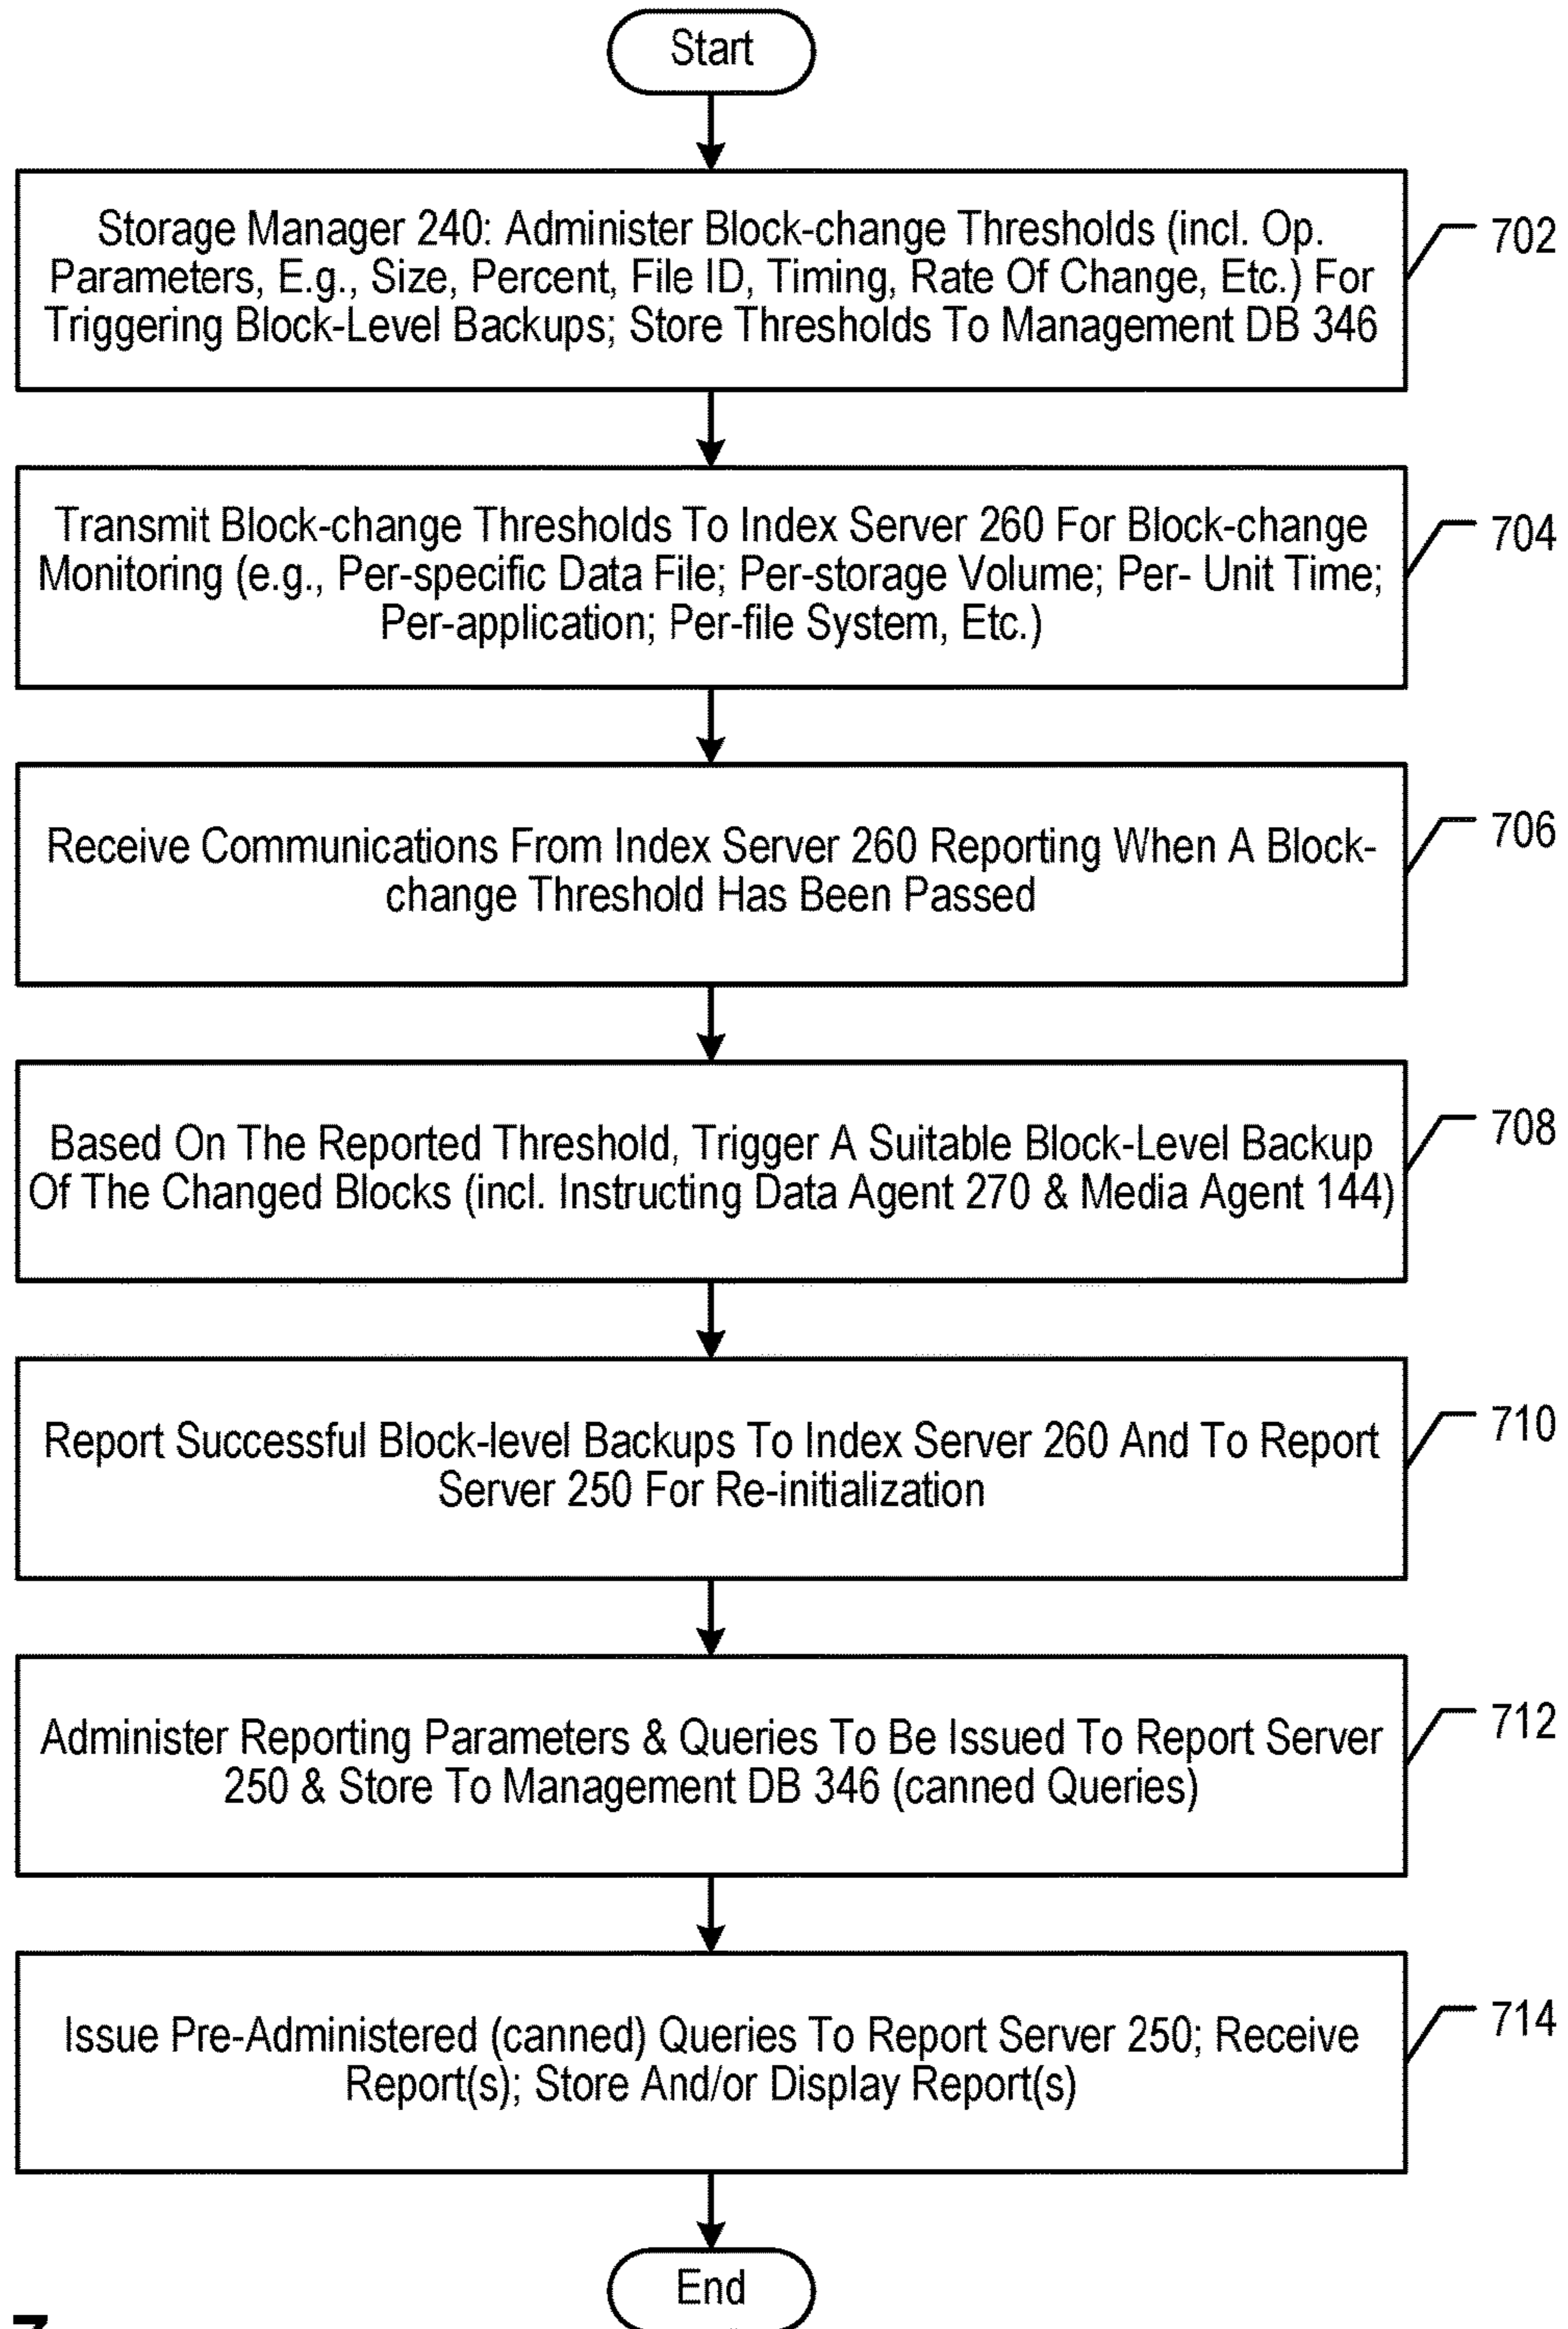 Start
Storage Manager 240: Administer Block-change Thresholds (incl. Op.
Parameters, E.g., Size, Percent, File ID, Timing, Rate Of Change, Etc.) For
Triggering Block-Level Backups; Store Thresholds To Management DB 346
702
Transmit Block-change Thresholds To Index Server 260 For Block-change
Monitoring (e.g., Per-specific Data File; Per-storage Volume; Per- Unit Time;
Per-application; Per-file System, Etc.)
704
Receive Communications From Index Server 260 Reporting When A Block-
change Threshold Has Been Passed
706
Based On The Reported Threshold, Trigger A Suitable Block-Level Backup
Of The Changed Blocks (incl. Instructing Data Agent 270 & Media Agent 144)
708
Report Successful Block-level Backups To Index Server 260 And To Report
Server 250 For Re-initialization
710
Administer Reporting Parameters & Queries To Be Issued To Report Server
250 & Store To Management DB 346 (canned Queries)
712
Issue Pre-Administered (canned) Queries To Report Server 250; Receive
Report(s); Store And/or Display Report(s)
714
End